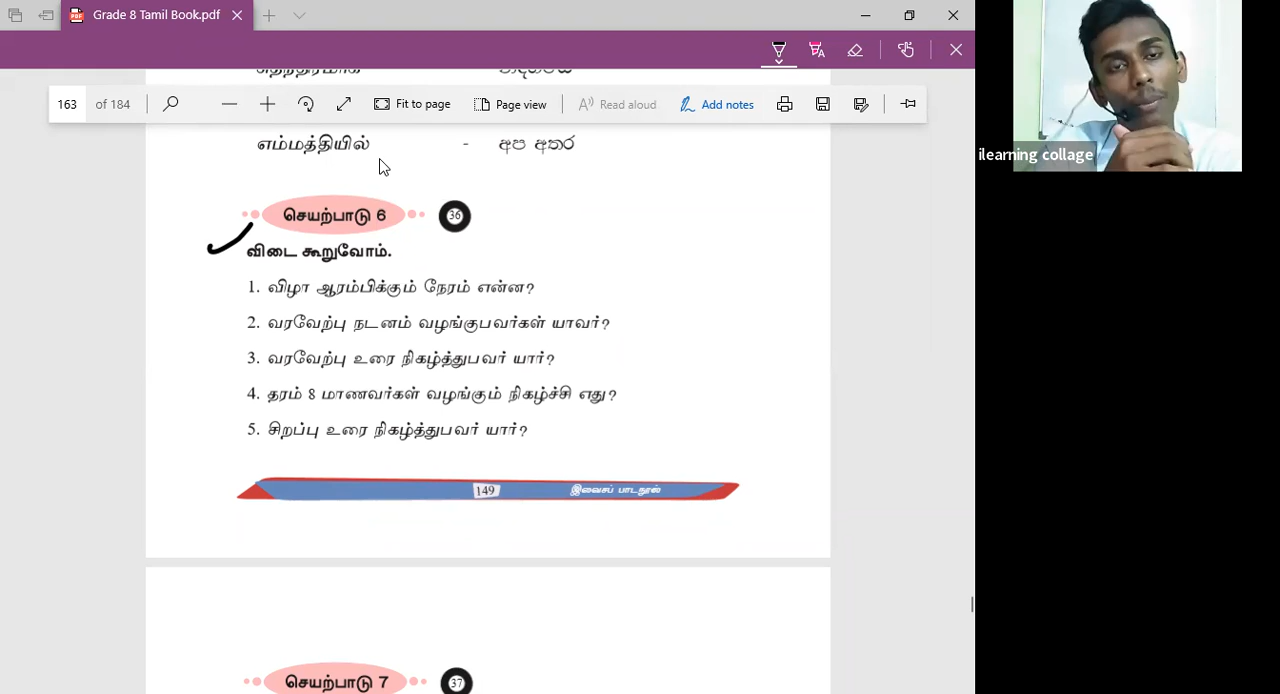 Grade 8 Tamil Book.pdf
163 of 184
Fit to page
Page view
Read aloud
Add notes
எம்மத்தியில் - අප අතර
செயற்பாடு 6 36
விடை கூறுவோம்.
1. விழா ஆரம்பிக்கும் நேரம் என்ன?
2. வரவேற்பு நடனம் வழங்குபவர்கள் யாவர்?
3. வரவேற்பு உரை நிகழ்த்துபவர் யார்?
4. தரம் 8 மாணவர்கள் வழங்கும் நிகழ்ச்சி எது?
5. சிறப்பு உரை நிகழ்த்துபவர் யார்?
149 இலவசப் பாடநூல்
செயற்பாடு 7 37
ilearning collage